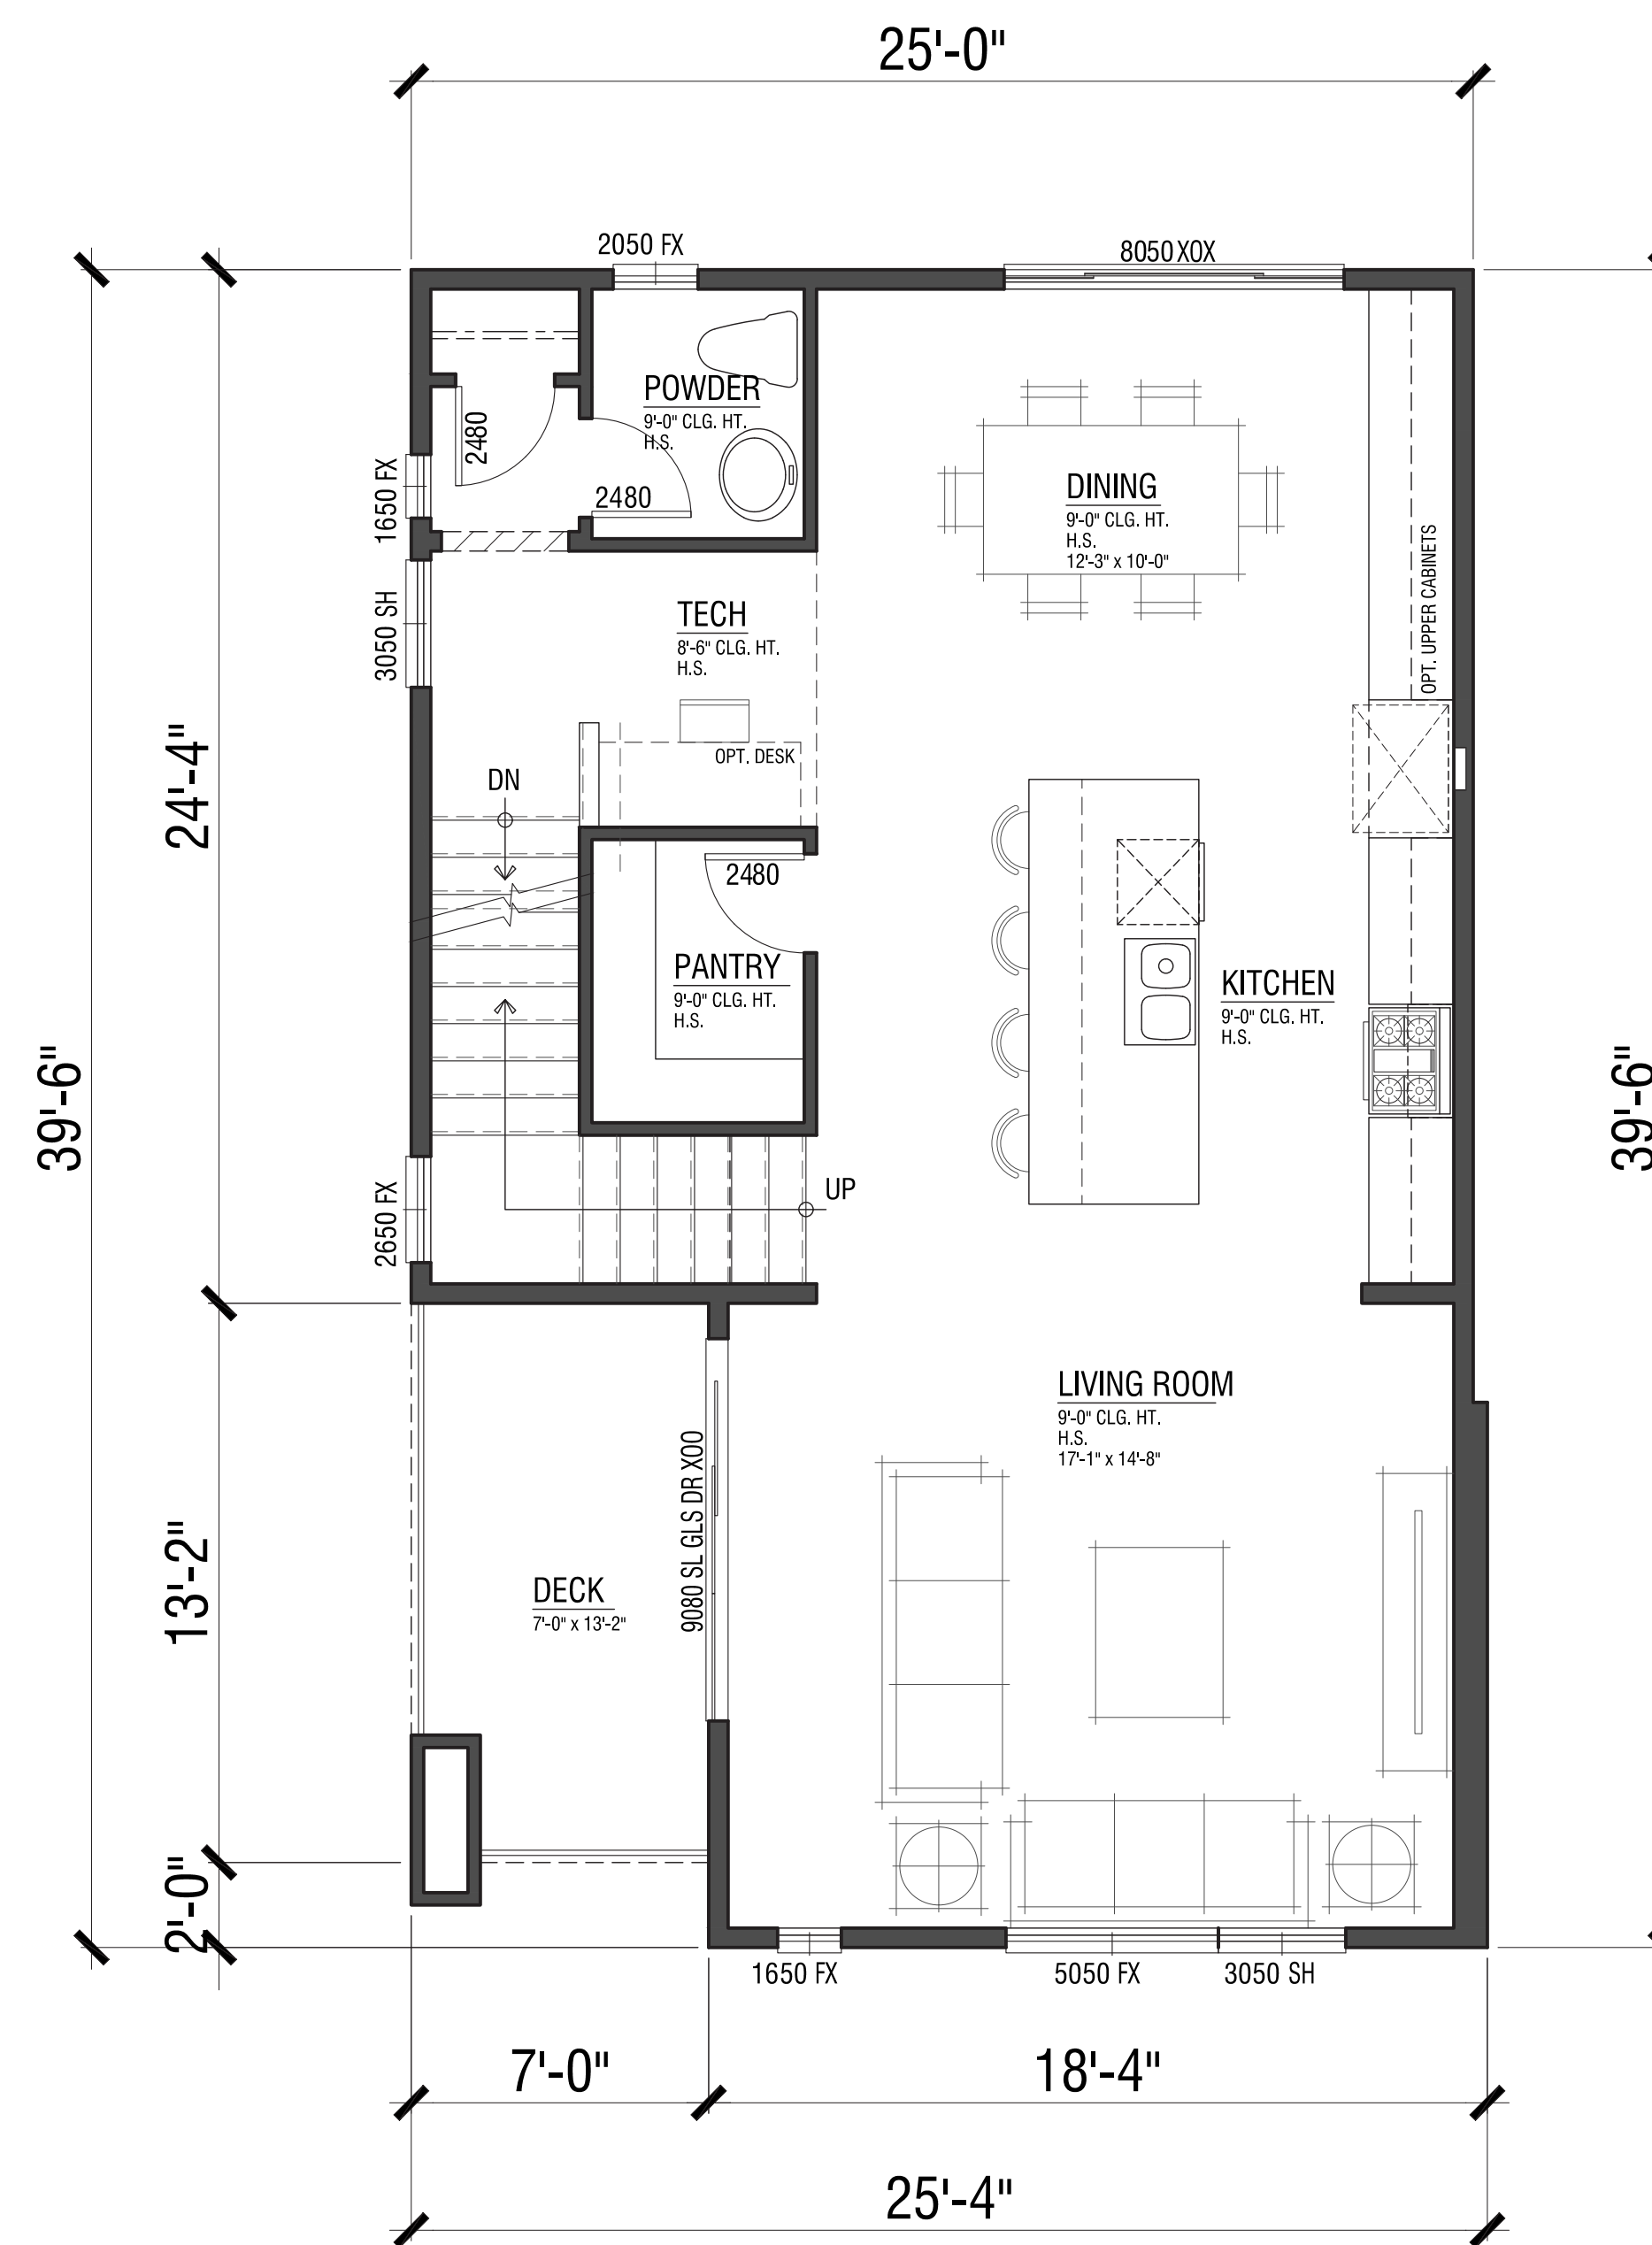 25'-0"
2050 FX
8050 XOX
POWDER
9'-0" CLG. HT.
H.S.
2480
2480
1650 FX
DINING
9'-0" CLG. HT.
H.S.
12'-3" x 10'-0"
OPT. UPPER CABINETS
3050 SH
TECH
8'-6" CLG. HT.
H.S.
OPT. DESK
DN
24'-4"
39'-6"
39'-6"
2480
PANTRY
9'-0" CLG. HT.
H.S.
KITCHEN
9'-0" CLG. HT.
H.S.
2650 FX
UP
LIVING ROOM
9'-0" CLG. HT.
H.S.
17'-1" x 14'-8"
9080 SL GLS DR XOO
DECK
7'-0" x 13'-2"
13'-2"
2'-0"
1650 FX
5050 FX
3050 SH
7'-0"
18'-4"
25'-4"